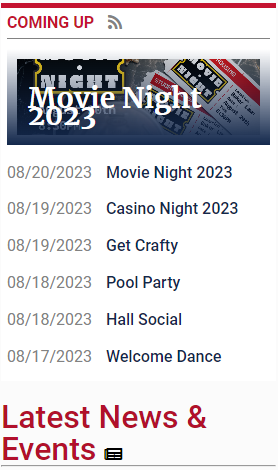 COMING UP
MOVIE
NIGHT
Movie Night
2023
08/20/2023 Movie Night 2023
08/19/2023 Casino Night 2023
08/19/2023 Get Crafty
08/18/2023 Pool Party
08/18/2023 Hall Social
08/17/2023 Welcome Dance
Latest News &
Events